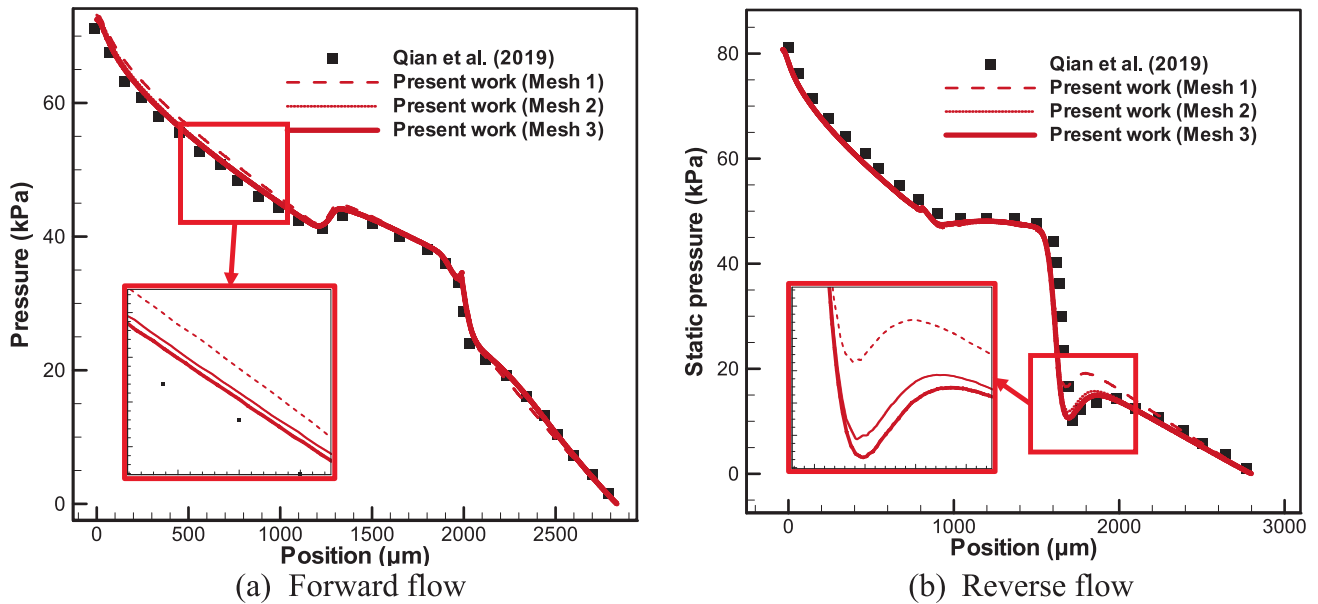 Qian et al. (2019)
Present work (Mesh 1)
Present work (Mesh 2)
Present work (Mesh 3)
Pressure (kPa)
60
40
20
0
0 500 1000 1500 2000 2500
Position (µm)
(a) Forward flow
Qian et al. (2019)
Present work (Mesh 1)
Present work (Mesh 2)
Present work (Mesh 3)
Static pressure (kPa)
80
60
40
20
0
0 1000 2000 3000
Position (µm)
(b) Reverse flow